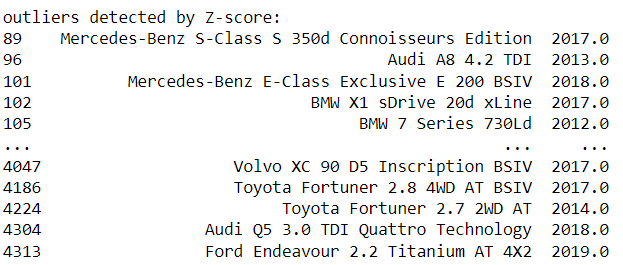 outliers detected by Z-score:
89 Mercedes-Benz S-Class S 350d Connoisseurs Edition 2017.0
96 Audi A8 4.2 TDI 2013.0
101 Mercedes-Benz E-Class Exclusive E 200 BSIV 2018.0
102 BMW X1 sDrive 20d xLine 2017.0
105 BMW 7 Series 730Ld 2012.0
... ... ...
4047 Volvo XC 90 D5 Inscription BSIV 2017.0
4186 Toyota Fortuner 2.8 4WD AT BSIV 2017.0
4224 Toyota Fortuner 2.7 2WD AT 2014.0
4304 Audi Q5 3.0 TDI Quattro Technology 2018.0
4313 Ford Endeavour 2.2 Titanium AT 4X2 2019.0